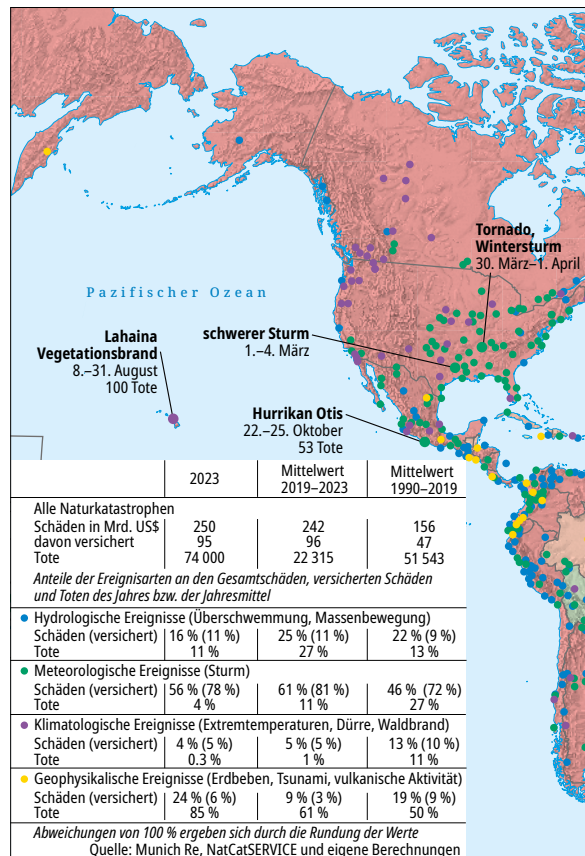 Tornado,
Wintersturm
30. März–1. April
Pazifischer Ozean
Lahaina
Vegetationsbrand
8.–31. August
100 Tote
schwerer Sturm
1.–4. März
Hurrikan Otis
22.–25. Oktober
53 Tote
2023 Mittelwert 2019–2023 Mittelwert 1990–2019
Alle Naturkatastrophen
Schäden in Mrd. US$ 250 242 156
davon versichert 95 96 47
Tote 74 000 22 315 51 543
Anteile der Ereignisarten an den Gesamtschäden, versicherten Schäden
und Toten des Jahres bzw. der Jahresmittel
Hydrologische Ereignisse (Überschwemmung, Massenbewegung)
Schäden (versichert) 16 % (11 %) 25 % (11 %) 22 % (9 %)
Tote 11 % 27 % 13 %
Meteorologische Ereignisse (Sturm)
Schäden (versichert) 56 % (78 %) 61 % (81 %) 46 % (72 %)
Tote 4 % 11 % 27 %
Klimatologische Ereignisse (Extremtemperaturen, Dürre, Waldbrand)
Schäden (versichert) 4 % (5 %) 5 % (5 %) 13 % (10 %)
Tote 0.3 % 1 % 11 %
Geophysikalische Ereignisse (Erdbeben, Tsunami, vulkanische Aktivität)
Schäden (versichert) 24 % (6 %) 9 % (3 %) 19 % (9 %)
Tote 85 % 61 % 50 %
Abweichungen von 100 % ergeben sich durch die Rundung der Werte
Quelle: Munich Re, NatCatSERVICE und eigene Berechnungen